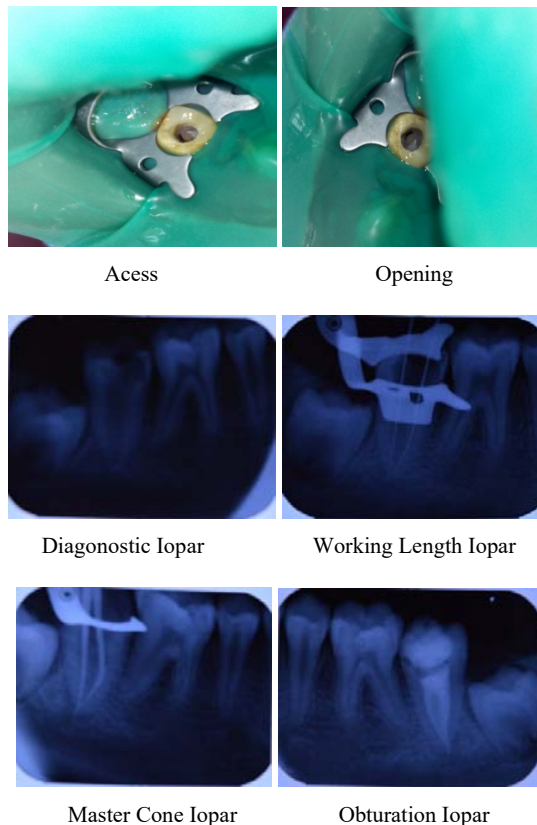 Acess
Opening
Diagonostic Iopar
Working Length Iopar
Master Cone Iopar
Obturation Iopar